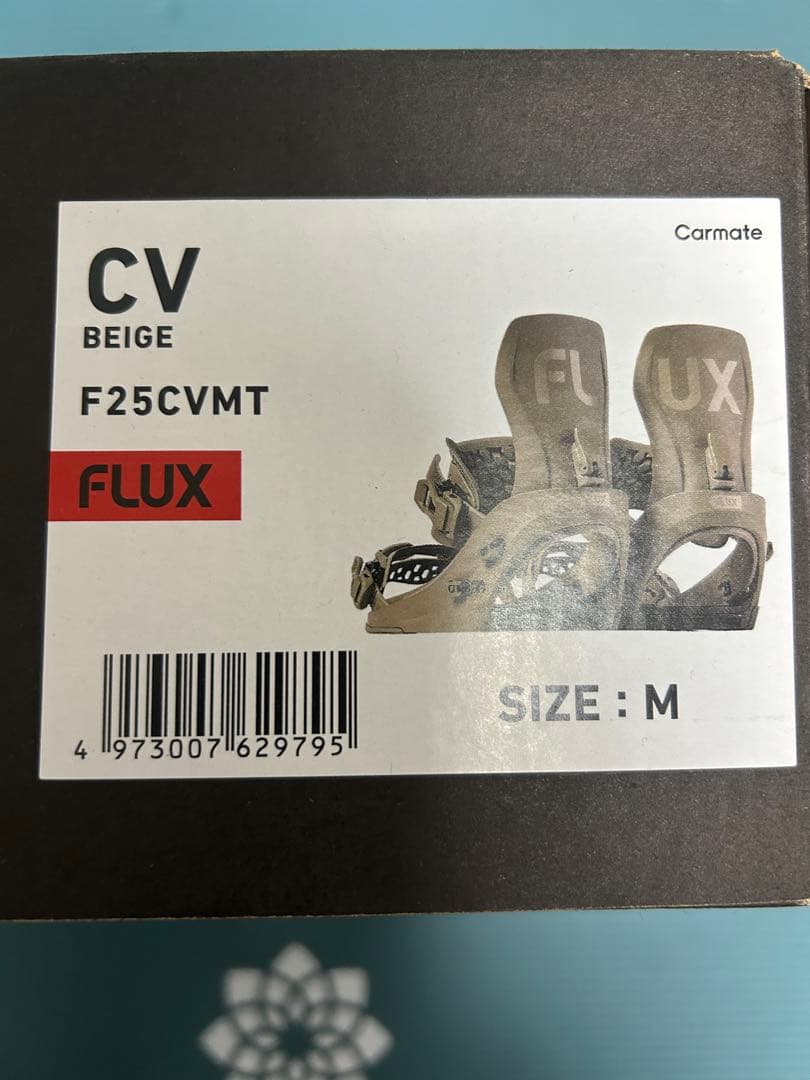 Carmate
CV
BEIGE
F25CVMT
FLUX
FL UX
SIZE : M
4 973007 629795